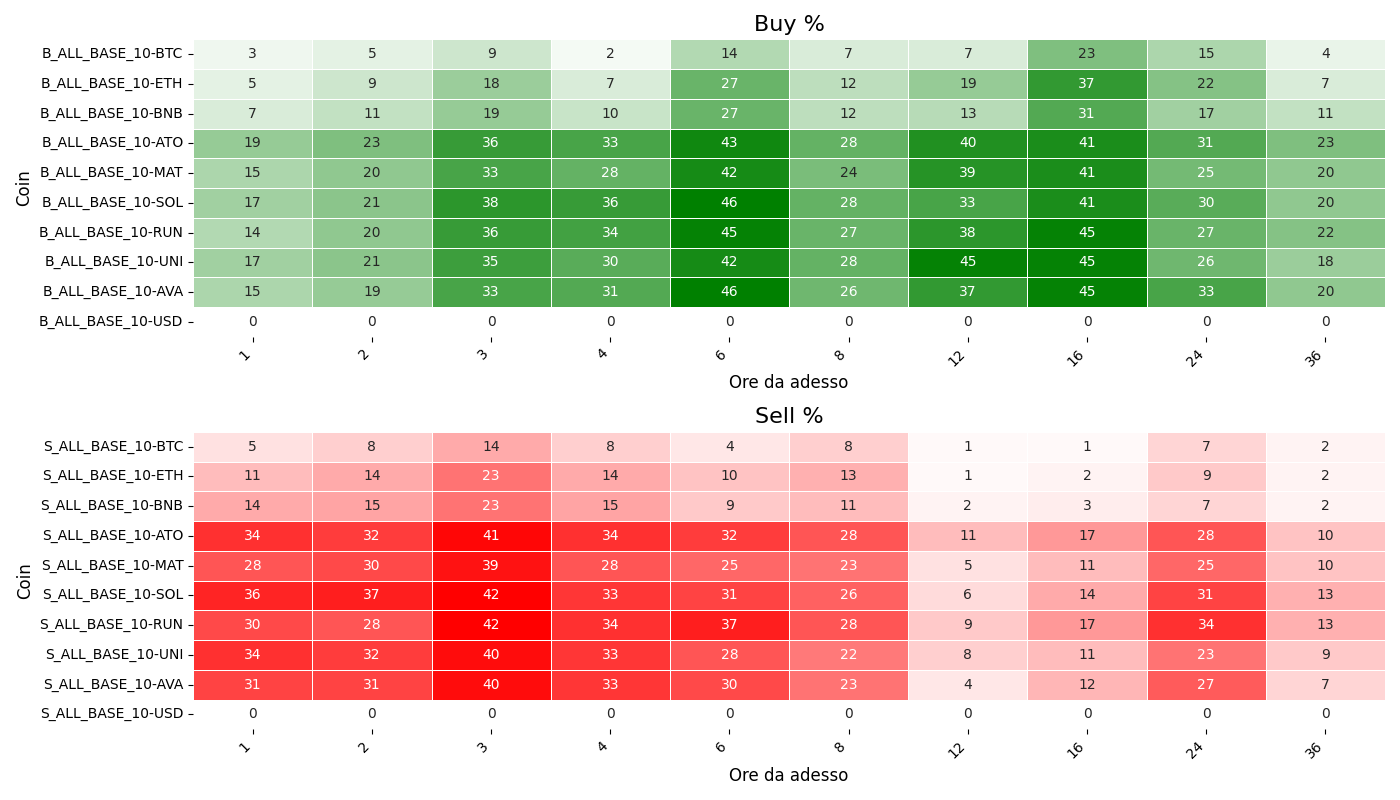 Buy %
Coin
B_ALL_BASE_10-BTC 3 5 9 2 14 7 7 23 15 4
B_ALL_BASE_10-ETH 5 9 18 7 27 12 19 37 22 7
B_ALL_BASE_10-BNB 7 11 19 10 27 12 13 31 17 11
B_ALL_BASE_10-ATO 19 23 36 33 43 28 40 41 31 23
B_ALL_BASE_10-MAT 15 20 33 28 42 24 39 41 25 20
B_ALL_BASE_10-SOL 17 21 38 36 46 28 33 41 30 20
B_ALL_BASE_10-RUN 14 20 36 34 45 27 38 45 27 22
B_ALL_BASE_10-UNI 17 21 35 30 42 28 45 45 26 18
B_ALL_BASE_10-AVA 15 19 33 31 46 26 37 45 33 20
B_ALL_BASE_10-USD 0 0 0 0 0 0 0 0 0 0
1 2 3 4 6 8 12 16 24 36
Ore da adesso
Sell %
Coin
S_ALL_BASE_10-BTC 5 8 14 8 4 8 1 1 7 2
S_ALL_BASE_10-ETH 11 14 23 14 10 13 1 2 9 2
S_ALL_BASE_10-BNB 14 15 23 15 9 11 2 3 7 2
S_ALL_BASE_10-ATO 34 32 41 34 32 28 11 17 28 10
S_ALL_BASE_10-MAT 28 30 39 28 25 23 5 11 25 10
S_ALL_BASE_10-SOL 36 37 42 33 31 26 6 14 31 13
S_ALL_BASE_10-RUN 30 28 42 34 37 28 9 17 34 13
S_ALL_BASE_10-UNI 34 32 40 33 28 22 8 11 23 9
S_ALL_BASE_10-AVA 31 31 40 33 30 23 4 12 27 7
S_ALL_BASE_10-USD 0 0 0 0 0 0 0 0 0 0
1 2 3 4 6 8 12 16 24 36
Ore da adesso